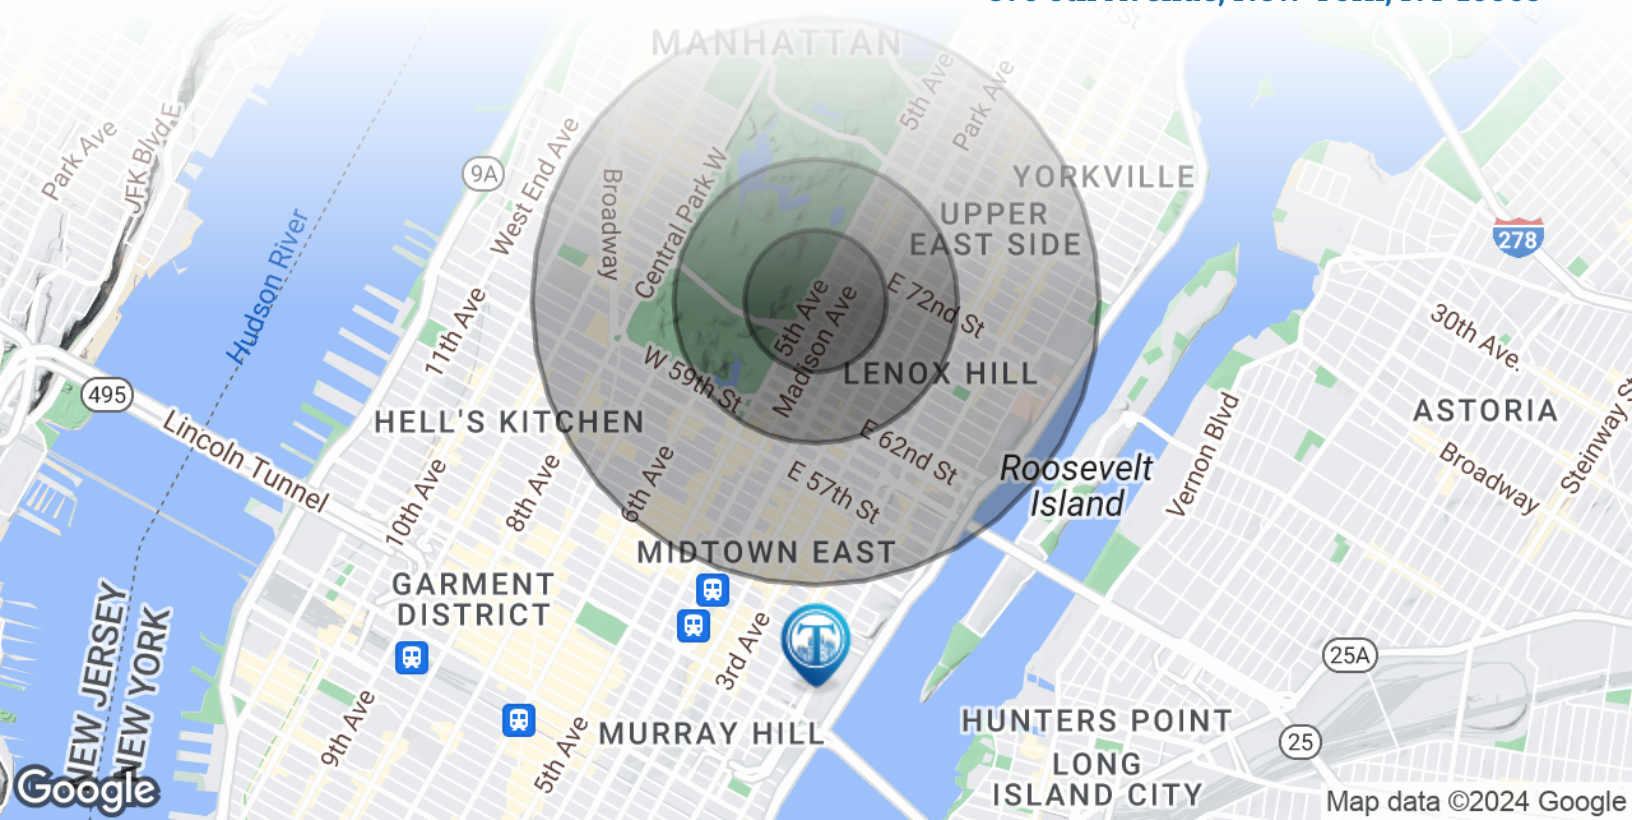 MANHATTAN
5th Ave
Park Ave
St
Park Ave
JFK Blvd E
9A
West End Ave
Broadway
Central Park W
YORKVILLE
UPPER
EAST SIDE
278
Hudson River
11th Ave
E 72nd St
5th Ave
Madison Ave
30th Ave.
W 59th St
LENOX HILL
495
Lincoln Tunnel
HELL'S KITCHEN
ASTORIA
Vernon Blvd
Broadway
Steinway St
E 62nd St
Roosevelt
Island
10th Ave
8th Ave
6th Ave
E 57th St
MIDTOWN EAST
GARMENT
DISTRICT
NEW JERSEY
NEW YORK
3rd Ave
T
25A
9th Ave
5th Ave
MURRAY HILL
HUNTERS POINT
25
LONG
ISLAND CITY
Google
Map data ©2024 Google